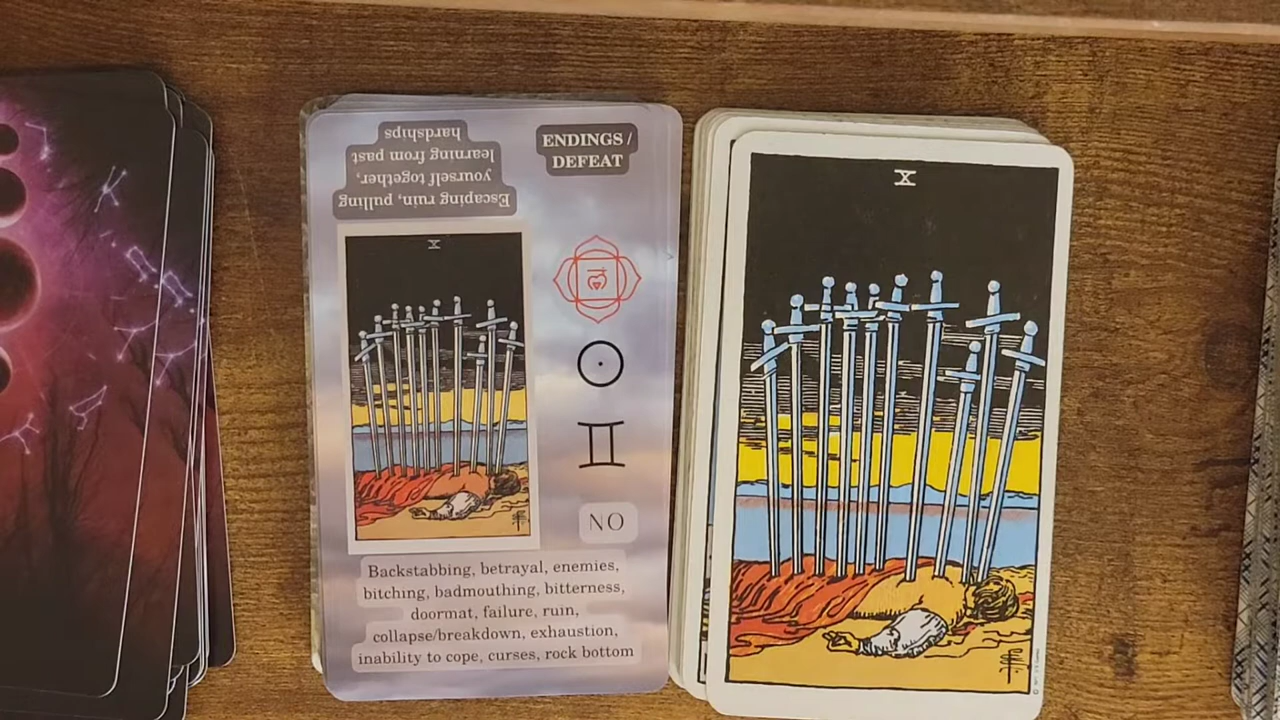 Escaping ruin, pulling
yourself together,
learning from past
hardships
ENDINGS /
DEFEAT
X
NO
Backstabbing, betrayal, enemies,
bitching, badmouthing, bitterness,
doormat, failure, ruin,
collapse/breakdown, exhaustion,
inability to cope, curses, rock bottom
X